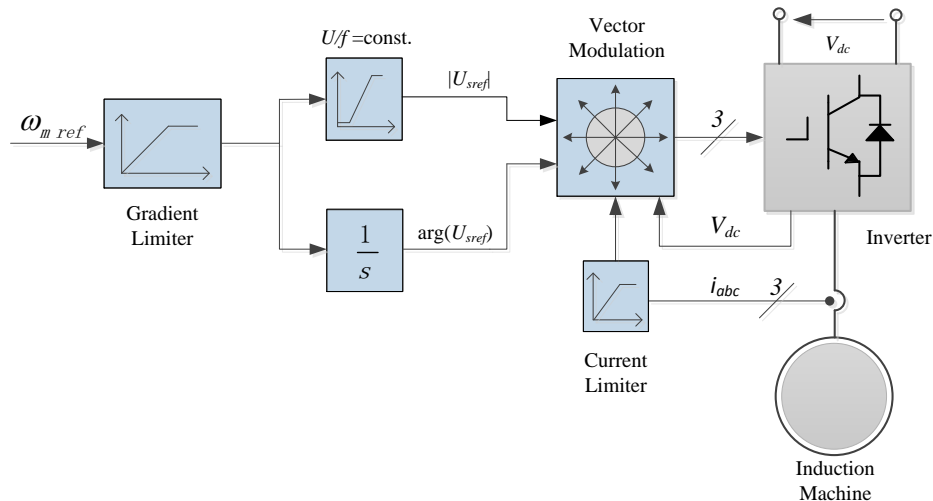 U/f=const.
Vector
Modulation
V_dc
|U_sref|
ω_m ref
3
Gradient
Limiter
1
s
arg(U_sref)
V_dc
Inverter
i_abc
3
Current
Limiter
Induction
Machine